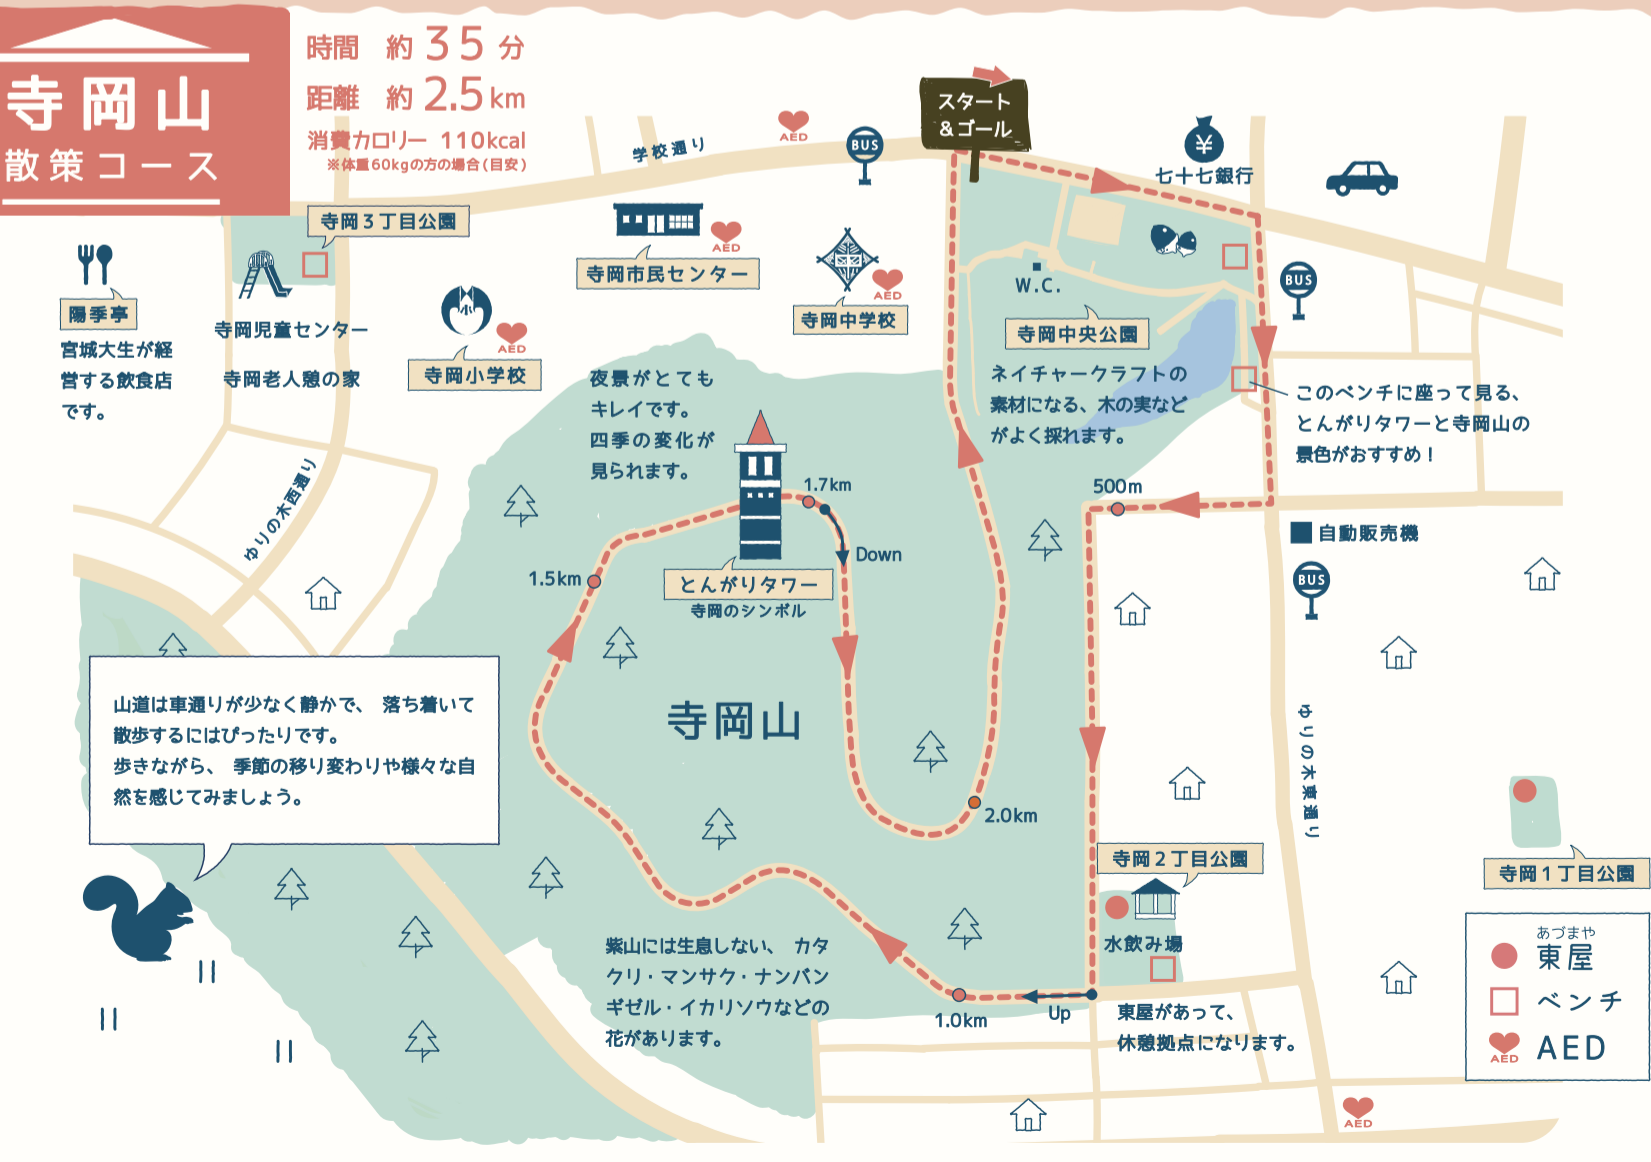 寺岡山
散策コース
時間 約35分
距離 約2.5km
消費カロリー 110kcal
※体重60kgの方の場合(目安)
スタート
&ゴール
学校通り
AED
BUS
¥
七十七銀行
寺岡3丁目公園
寺岡市民センター
AED
寺岡中学校
AED
W.C.
BUS
陽季亭
宮城大生が経
営する飲食店
です。
寺岡児童センター
寺岡老人憩の家
寺岡小学校
AED
寺岡中央公園
ネイチャークラフトの
素材になる、木の実など
がよく採れます。
このベンチに座って見る、
とんがりタワーと寺岡山の
景色がおすすめ!
夜景がとても
キレイです。
四季の変化が
見られます。
ゆりの木西通り
1.7km
Down
500m
自動販売機
BUS
1.5km
とんがりタワー
寺岡のシンボル
寺岡山
山道は車通りが少なく静かで、 落ち着いて
散歩するにはぴったりです。
歩きながら、 季節の移り変わりや様々な自
然を感じてみましょう。
ゆりの木東通り
2.0km
寺岡2丁目公園
水飲み場
寺岡1丁目公園
紫山には生息しない、 カタ
クリ・マンサク・ナンバン
ギゼル・イカリソウなどの
花があります。
1.0km
Up
東屋があって、
休憩拠点になります。
あづまや
東屋
ベンチ
AED
AED
AED